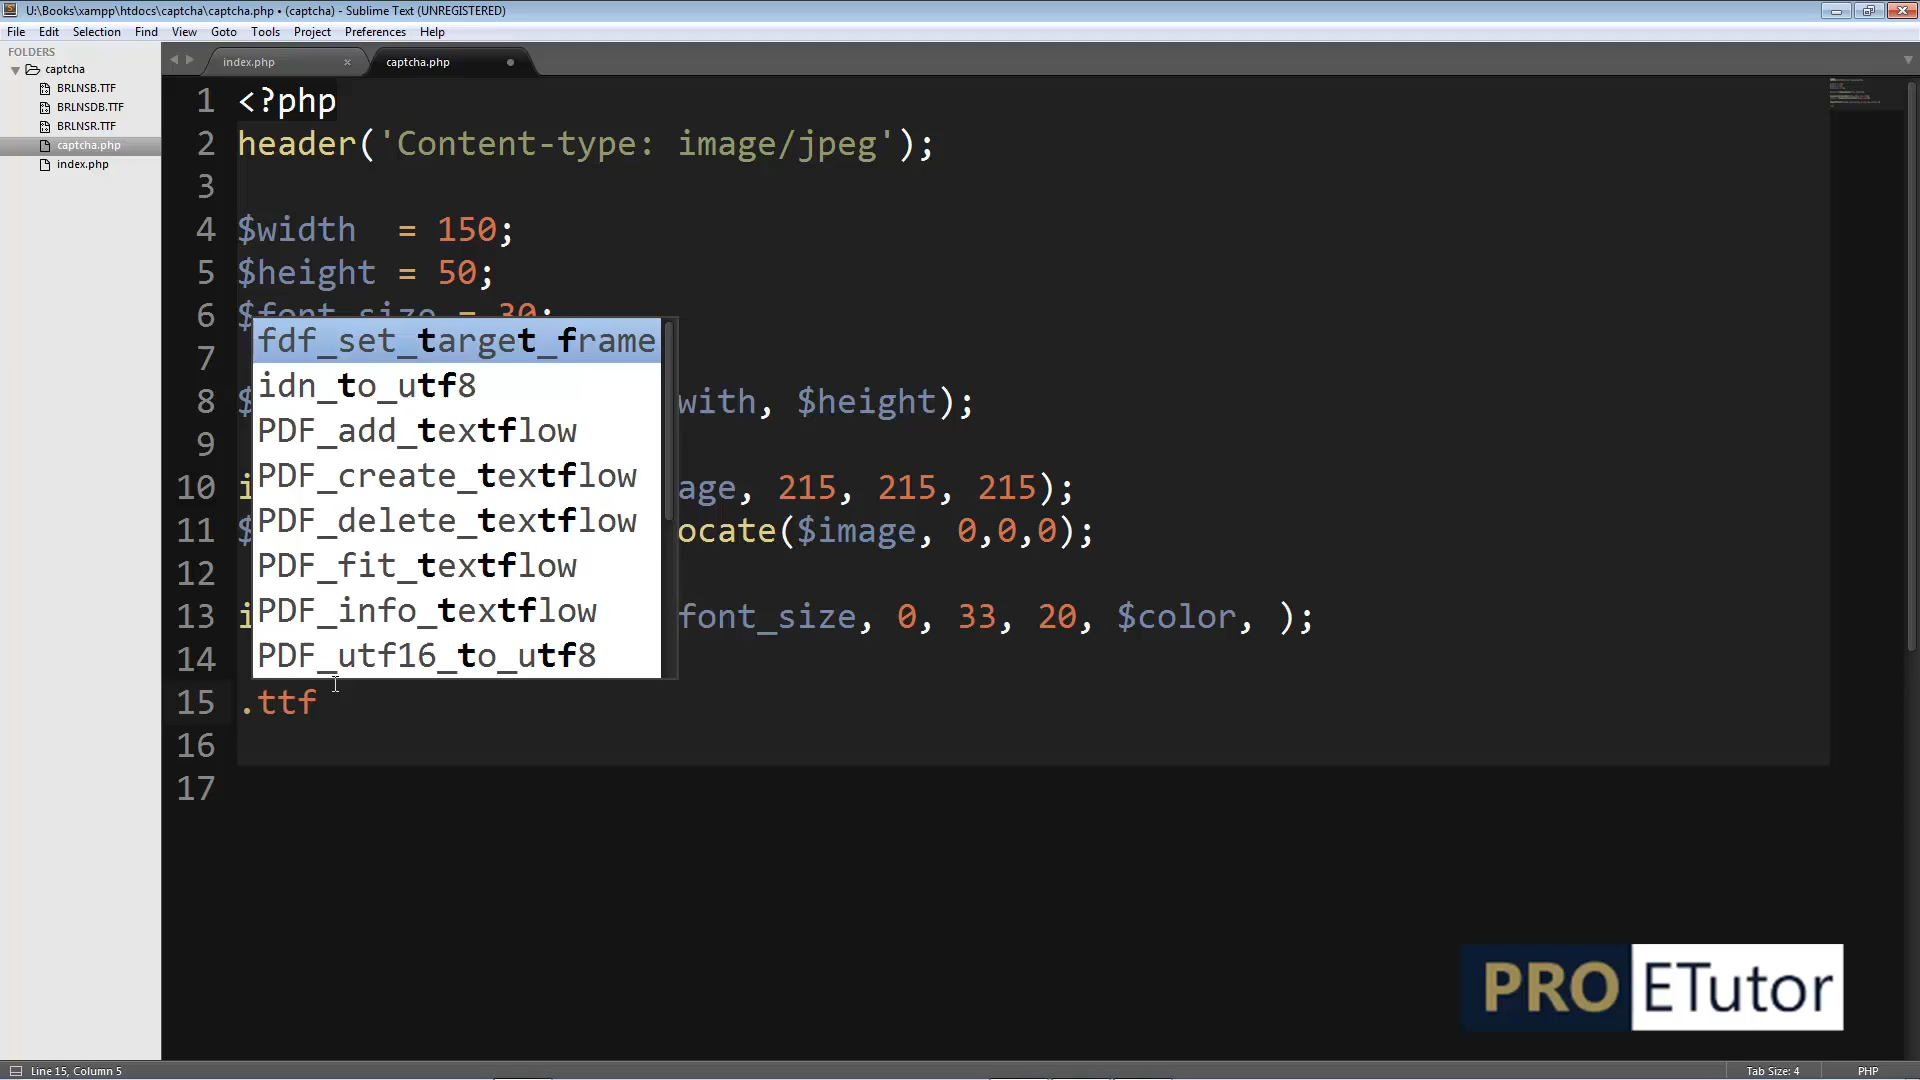 U:\Books\xampp\htdocs\captcha\captcha.php • (captcha) - Sublime Text (UNREGISTERED)
File Edit Selection Find View Goto Tools Project Preferences Help
FOLDERS
captcha
BRLNSB.TTF
BRLNSDB.TTF
BRLNSR.TTF
captcha.php
index.php
index.php × captcha.php
1 <?php
2 header('Content-type: image/jpeg');
3
4 $width = 150;
5 $height = 50;
6 $font_size = 30;
7
8 $ with, $height);
9
10 i age, 215, 215, 215);
11 $ ocate($image, 0,0,0);
12
13 i font_size, 0, 33, 20, $color, );
14
15 .ttf
16
17
fdf_set_target_frame
idn_to_utf8
PDF_add_textflow
PDF_create_textflow
PDF_delete_textflow
PDF_fit_textflow
PDF_info_textflow
PDF_utf16_to_utf8
PRO ETutor
Line 15, Column 5
Tab Size: 4
PHP